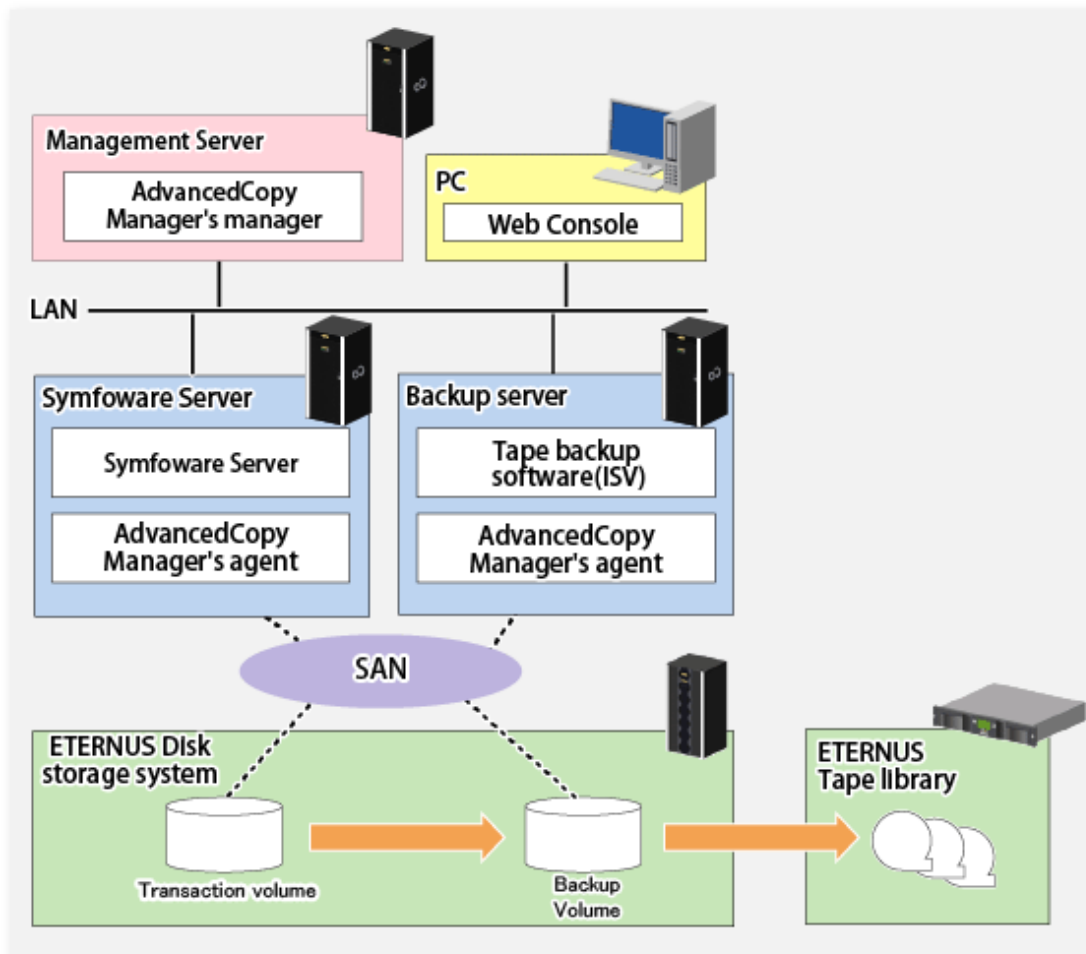 Management Server
AdvancedCopy
Manager's manager
PC
Web Console
LAN
Symfoware Server
Symfoware Server
AdvancedCopy
Manager's agent
Backup server
Tape backup
software(ISV)
AdvancedCopy
Manager's agent
SAN
ETERNUS Disk
storage system
Transaction volume
Backup
Volume
ETERNUS
Tape library